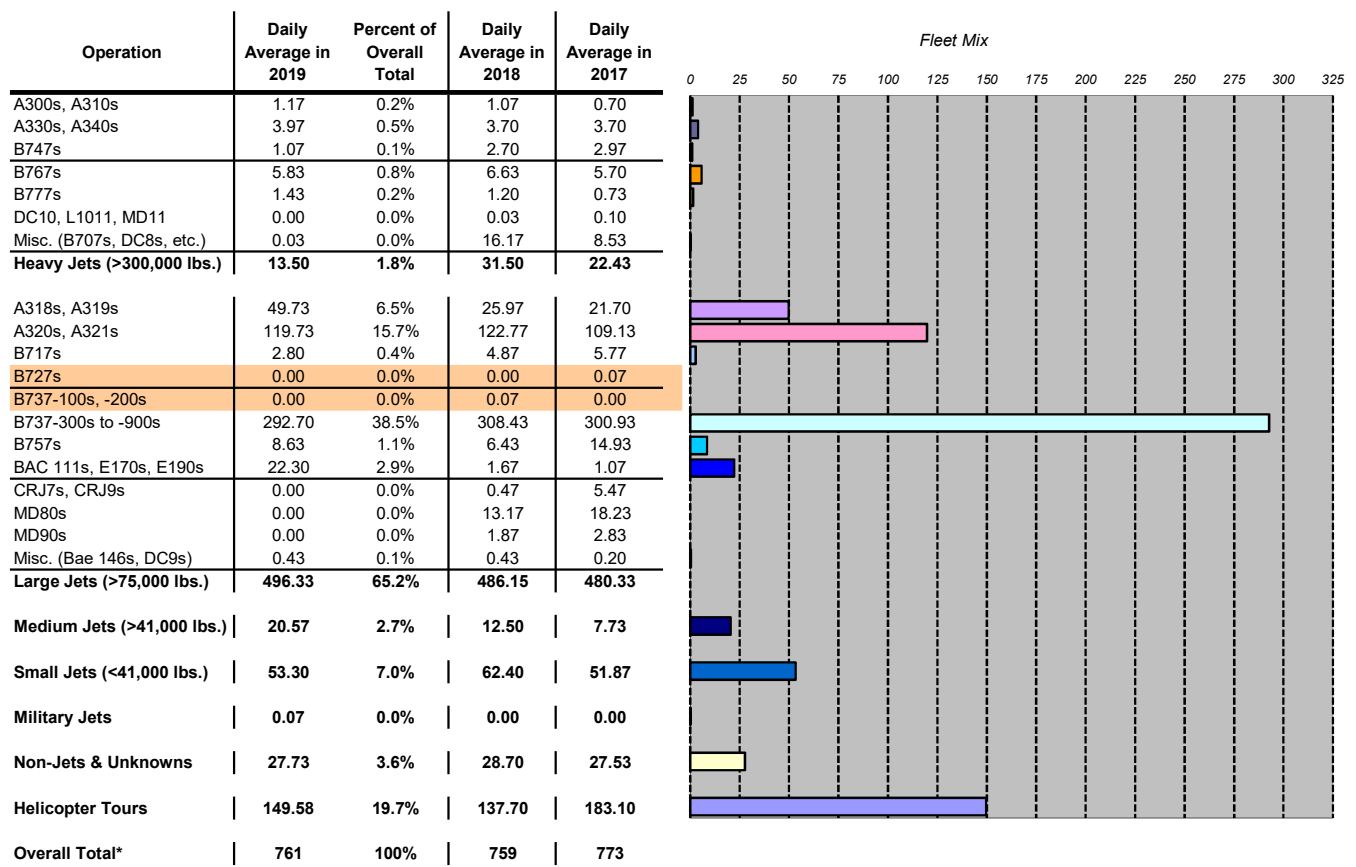 Operation Daily Average in 2019 Percent of Overall Total Daily Average in 2018 Daily Average in 2017
Fleet Mix
0 25 50 75 100 125 150 175 200 225 250 275 300 325
A300s, A310s 1.17 0.2% 1.07 0.70
A330s, A340s 3.97 0.5% 3.70 3.70
B747s 1.07 0.1% 2.70 2.97
B767s 5.83 0.8% 6.63 5.70
B777s 1.43 0.2% 1.20 0.73
DC10, L1011, MD11 0.00 0.0% 0.03 0.10
Misc. (B707s, DC8s, etc.) 0.03 0.0% 16.17 8.53
Heavy Jets (>300,000 lbs.) 13.50 1.8% 31.50 22.43
A318s, A319s 49.73 6.5% 25.97 21.70
A320s, A321s 119.73 15.7% 122.77 109.13
B717s 2.80 0.4% 4.87 5.77
B727s 0.00 0.0% 0.00 0.07
B737-100s, -200s 0.00 0.0% 0.07 0.00
B737-300s to -900s 292.70 38.5% 308.43 300.93
B757s 8.63 1.1% 6.43 14.93
BAC 111s, E170s, E190s 22.30 2.9% 1.67 1.07
CRJ7s, CRJ9s 0.00 0.0% 0.47 5.47
MD80s 0.00 0.0% 13.17 18.23
MD90s 0.00 0.0% 1.87 2.83
Misc. (Bae 146s, DC9s) 0.43 0.1% 0.43 0.20
Large Jets (>75,000 lbs.) 496.33 65.2% 486.15 480.33
Medium Jets (>41,000 lbs.) 20.57 2.7% 12.50 7.73
Small Jets (<41,000 lbs.) 53.30 7.0% 62.40 51.87
Military Jets 0.07 0.0% 0.00 0.00
Non-Jets & Unknowns 27.73 3.6% 28.70 27.53
Helicopter Tours 149.58 19.7% 137.70 183.10
Overall Total* 761 100% 759 773